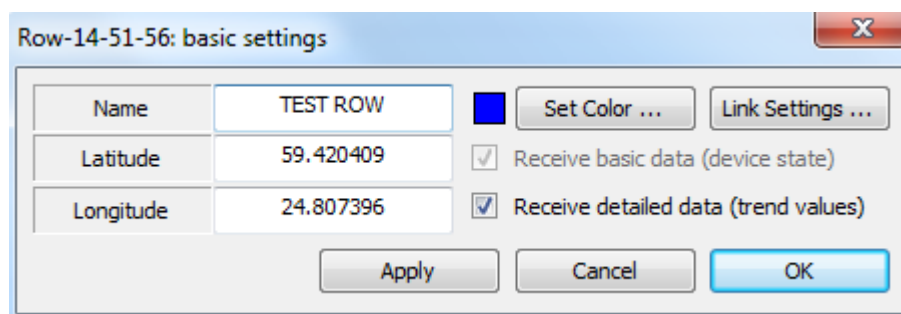 Row-14-51-56: basic settings
Name TEST ROW Set Color ... Link Settings ...
Latitude 59.420409 Receive basic data (device state)
Longitude 24.807396 Receive detailed data (trend values)
Apply Cancel OK